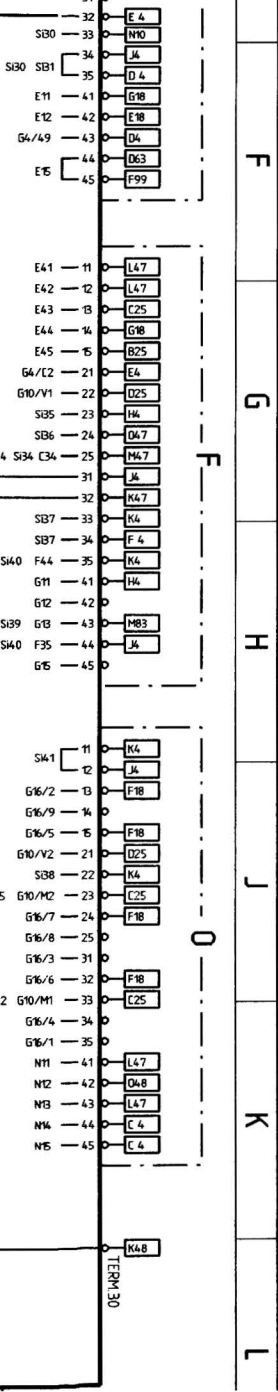 32 E 4
Si30 33 N10
Si30 Si31 34 J4
35 D 4
E11 41 G18
E12 42 E18
G4/49 43 D4
E15 44 D63
45 F99
F
E41 11 L47
E42 12 L47
E43 13 C25
E44 14 G18
E45 15 B25
G4/C2 21 E4
G10/V1 22 D25
Si35 23 H4
Si36 24 D47
4 Si34 C34 25 M47
31 J4
32 K47
Si37 33 K4
Si37 34 F 4
Si40 F44 35 K4
G11 41 H4
G12 42
Si39 G13 43 M83
Si40 F35 44 J4
G15 45
F
G
H
Si41 11 K4
12 J4
G16/2 13 F18
G16/9 14
G16/5 15 F18
G10/V2 21 D25
Si38 22 K4
5 G10/M2 23 C25
G16/7 24 F18
G16/8 25
G16/3 31
G16/6 32 F18
2 G10/M1 33 C25
G16/4 34
G16/1 35
N11 41 L47
N12 42 D48
N13 43 L47
N14 44 C 4
N15 45 C 4
O
J
K
K48
TERM.30
L